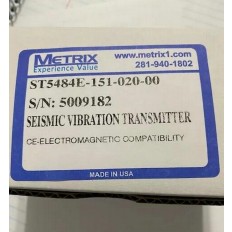 METRIX
Experience Value
www.metrix1.com
281-940-1802
ST5484E-151-020-00
S/N: 5009182
SEISMIC VIBRATION TRANSMITTER
CE-ELECTROMAGNETIC COMPATIBILITY
MADE IN USA